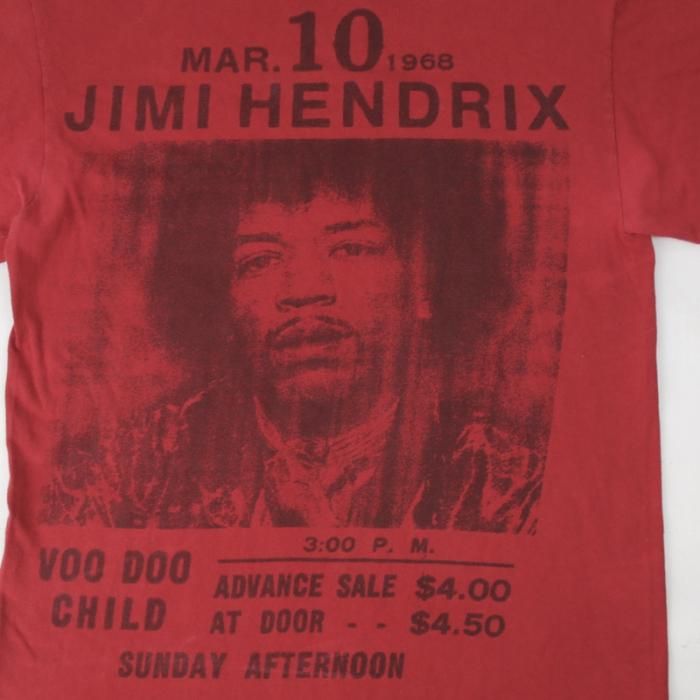 MAR. 10 1968
JIMI HENDRIX
3:00 P. M.
VOO DOO
CHILD
ADVANCE SALE $4.00
AT DOOR - - $4.50
SUNDAY AFTERNOON